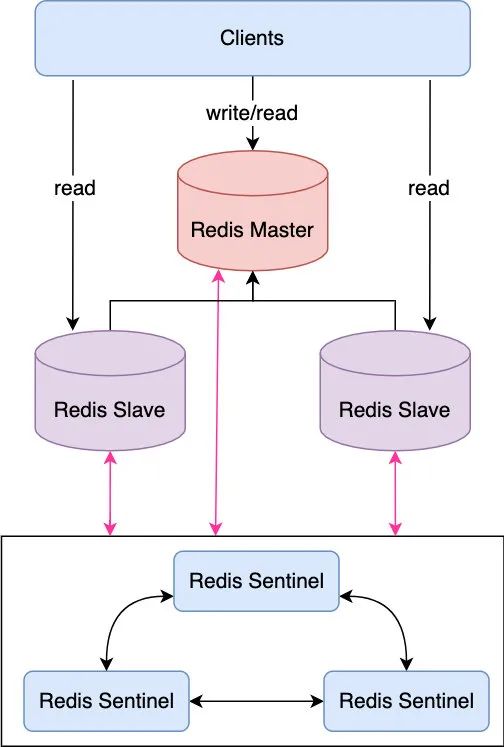 Clients
write/read
read
read
Redis Master
Redis Slave
Redis Slave
Redis Sentinel
Redis Sentinel
Redis Sentinel